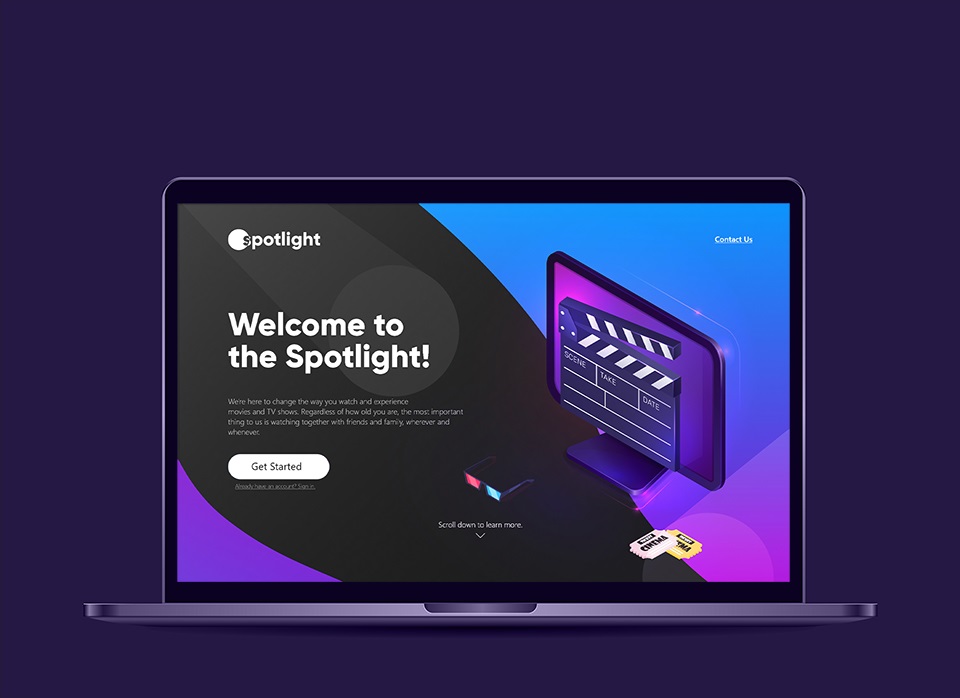 spotlight
Contact Us
Welcome to
the Spotlight!
We're here to change the way you watch and experience
movies and TV shows. Regardless of how old you are, the most important
thing to us is watching together with friends and family, wherever and
whenever.
Get Started
Already have an account? Sign in.
Scroll down to learn more.
SCENE
TAKE
DATE
CINEMA